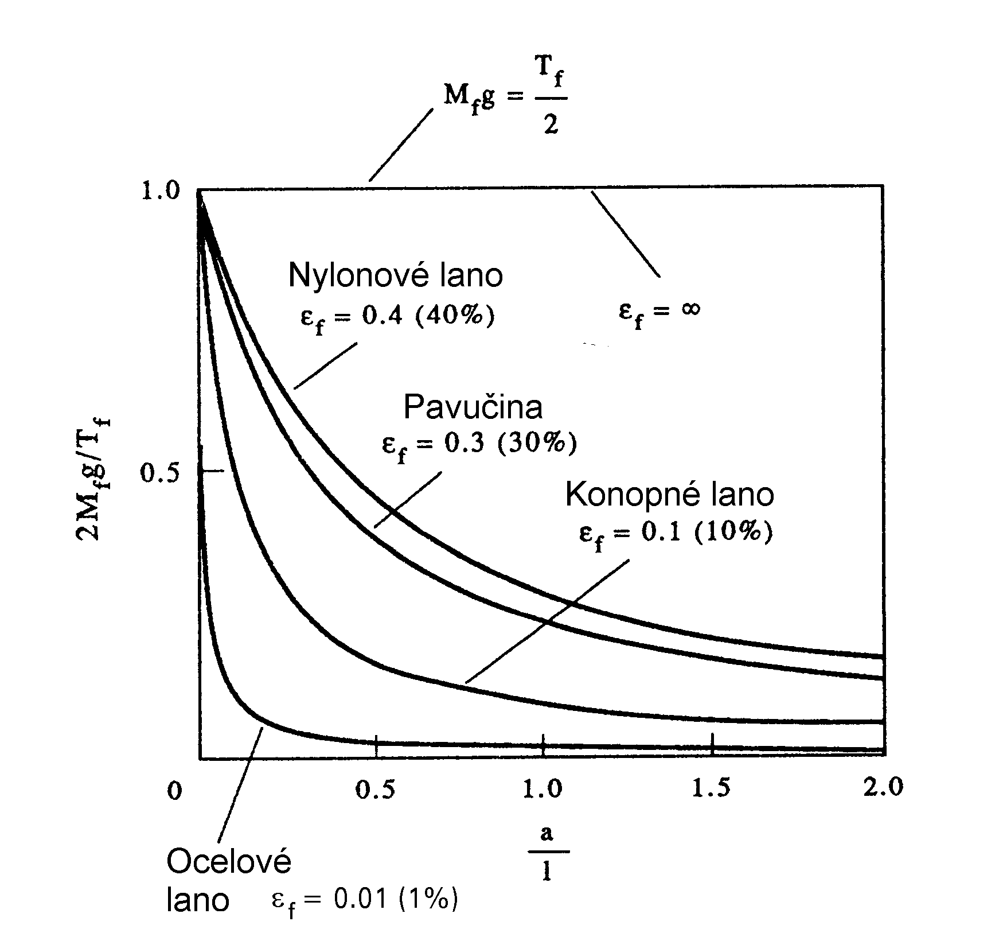 M_f g = T_f / 2
1.0
Nylonové lano
ε_f = 0.4 (40%)
ε_f = ∞
Pavučina
ε_f = 0.3 (30%)
2M_f g/T_f
0.5
Konopné lano
ε_f = 0.1 (10%)
0 0.5 1.0 1.5 2.0
a
l
Ocelové
lano ε_f = 0.01 (1%)